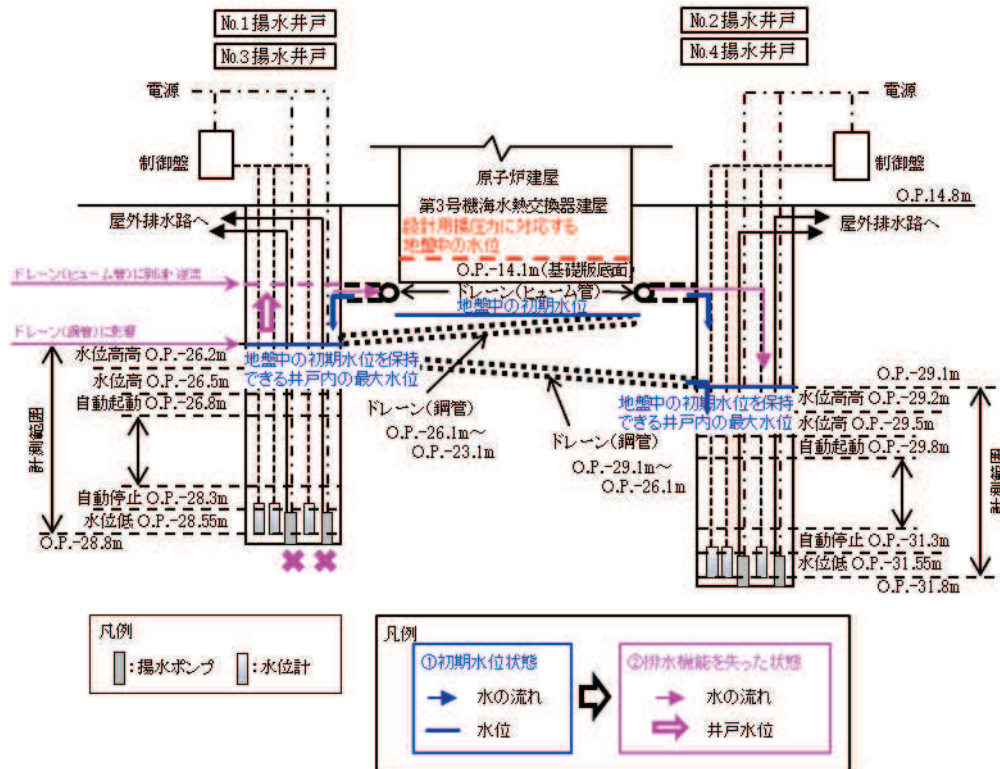 No.1揚水井戸
No.3揚水井戸
No.2揚水井戸
No.4揚水井戸
電源
制御盤
電源
制御盤
原子炉建屋
第3号機海水熱交換器建屋
設計用揚圧力に対応する
地盤中の水位
O.P.14.8m
屋外排水路へ
屋外排水路へ
O.P.-14.1m(基礎版底面)
ドレーン(ヒューム管)に到達・逆流
ドレーン(ヒューム管)
地盤中の初期水位
ドレーン(鋼管)に影響
水位高高 O.P.-26.2m
水位高 O.P.-26.5m
自動起動 O.P.-26.8m
計測範囲
自動停止 O.P.-28.3m
水位低 O.P.-28.55m
O.P.-28.8m
地盤中の初期水位を保持
できる井戸内の最大水位
ドレーン(鋼管)
O.P.-26.1m～
O.P.-23.1m
ドレーン(鋼管)
O.P.-29.1m～
O.P.-26.1m
地盤中の初期水位を保持
できる井戸内の最大水位
O.P.-29.1m
水位高高 O.P.-29.2m
水位高 O.P.-29.5m
自動起動 O.P.-29.8m
計測範囲
自動停止 O.P.-31.3m
水位低 O.P.-31.55m
O.P.-31.8m
凡例
:揚水ポンプ
:水位計
凡例
①初期水位状態
水の流れ
水位
②排水機能を失った状態
水の流れ
井戸水位